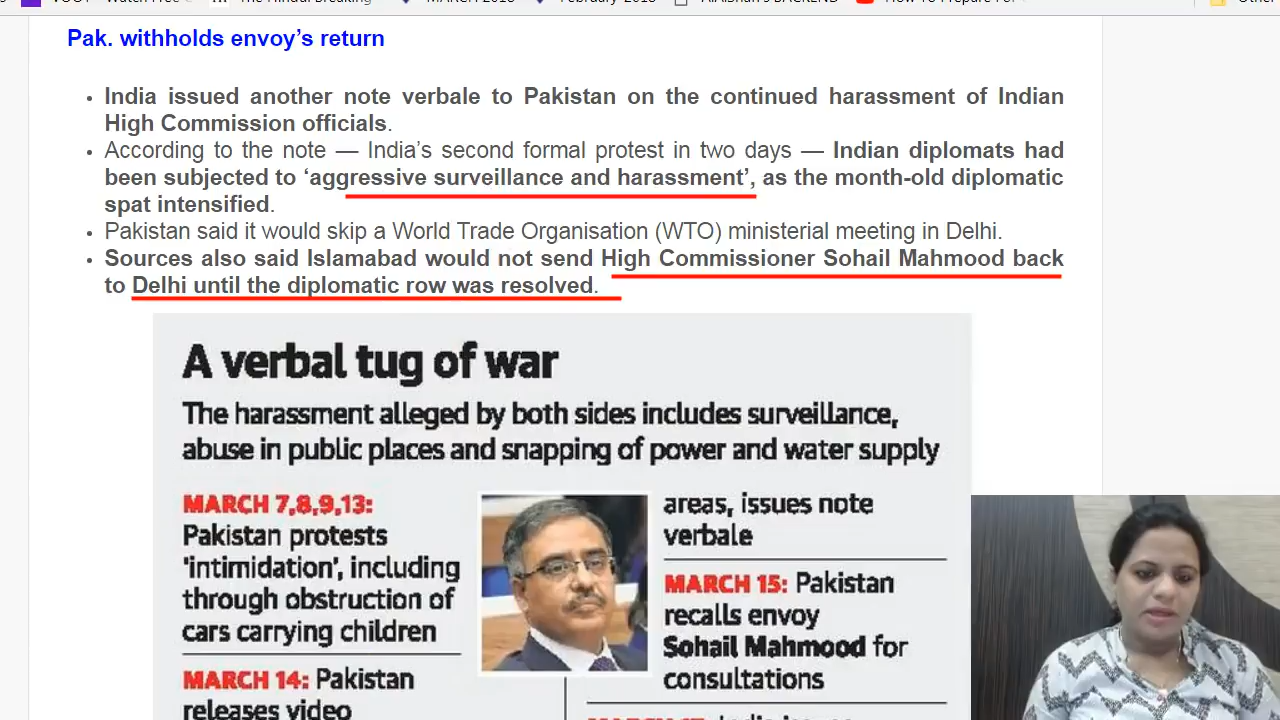 Pak. withholds envoy's return
India issued another note verbale to Pakistan on the continued harassment of Indian
High Commission officials.
According to the note — India's second formal protest in two days — Indian diplomats had
been subjected to 'aggressive surveillance and harassment', as the month-old diplomatic
spat intensified.
Pakistan said it would skip a World Trade Organisation (WTO) ministerial meeting in Delhi.
Sources also said Islamabad would not send High Commissioner Sohail Mahmood back
to Delhi until the diplomatic row was resolved.
A verbal tug of war
The harassment alleged by both sides includes surveillance,
abuse in public places and snapping of power and water supply
MARCH 7,8,9,13:
Pakistan protests
'intimidation', including
through obstruction of
cars carrying children
MARCH 14: Pakistan
releases video
areas, issues note
verbale
MARCH 15: Pakistan
recalls envoy
Sohail Mahmood for
consultations